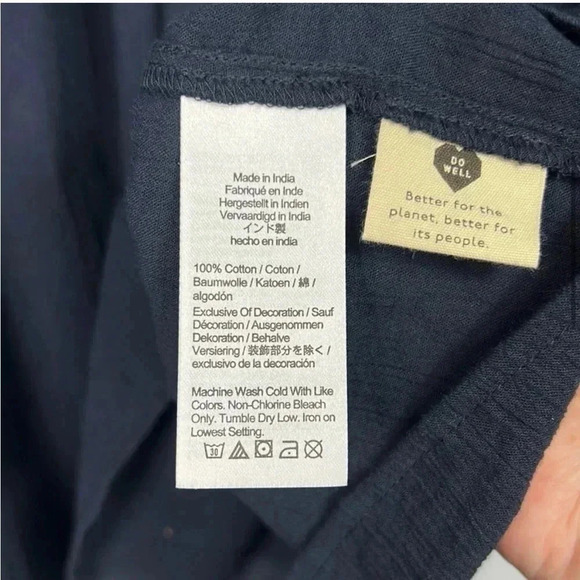 Made in India
Fabriqué en Inde
Hergestellt in Indien
Vervaardigd in India
インド製
hecho en india
100% Cotton / Coton /
Baumwolle / Katoen / 綿 /
algodón
Exclusive Of Decoration / Sauf
Décoration / Ausgenommen
Dekoration / Behalve
Versiering / 装飾部分を除く /
exclusivo de la decoración
Machine Wash Cold With Like
Colors. Non-Chlorine Bleach
Only. Tumble Dry Low. Iron on
Lowest Setting.
30
DO
WELL
Better for the
planet, better for
its people.